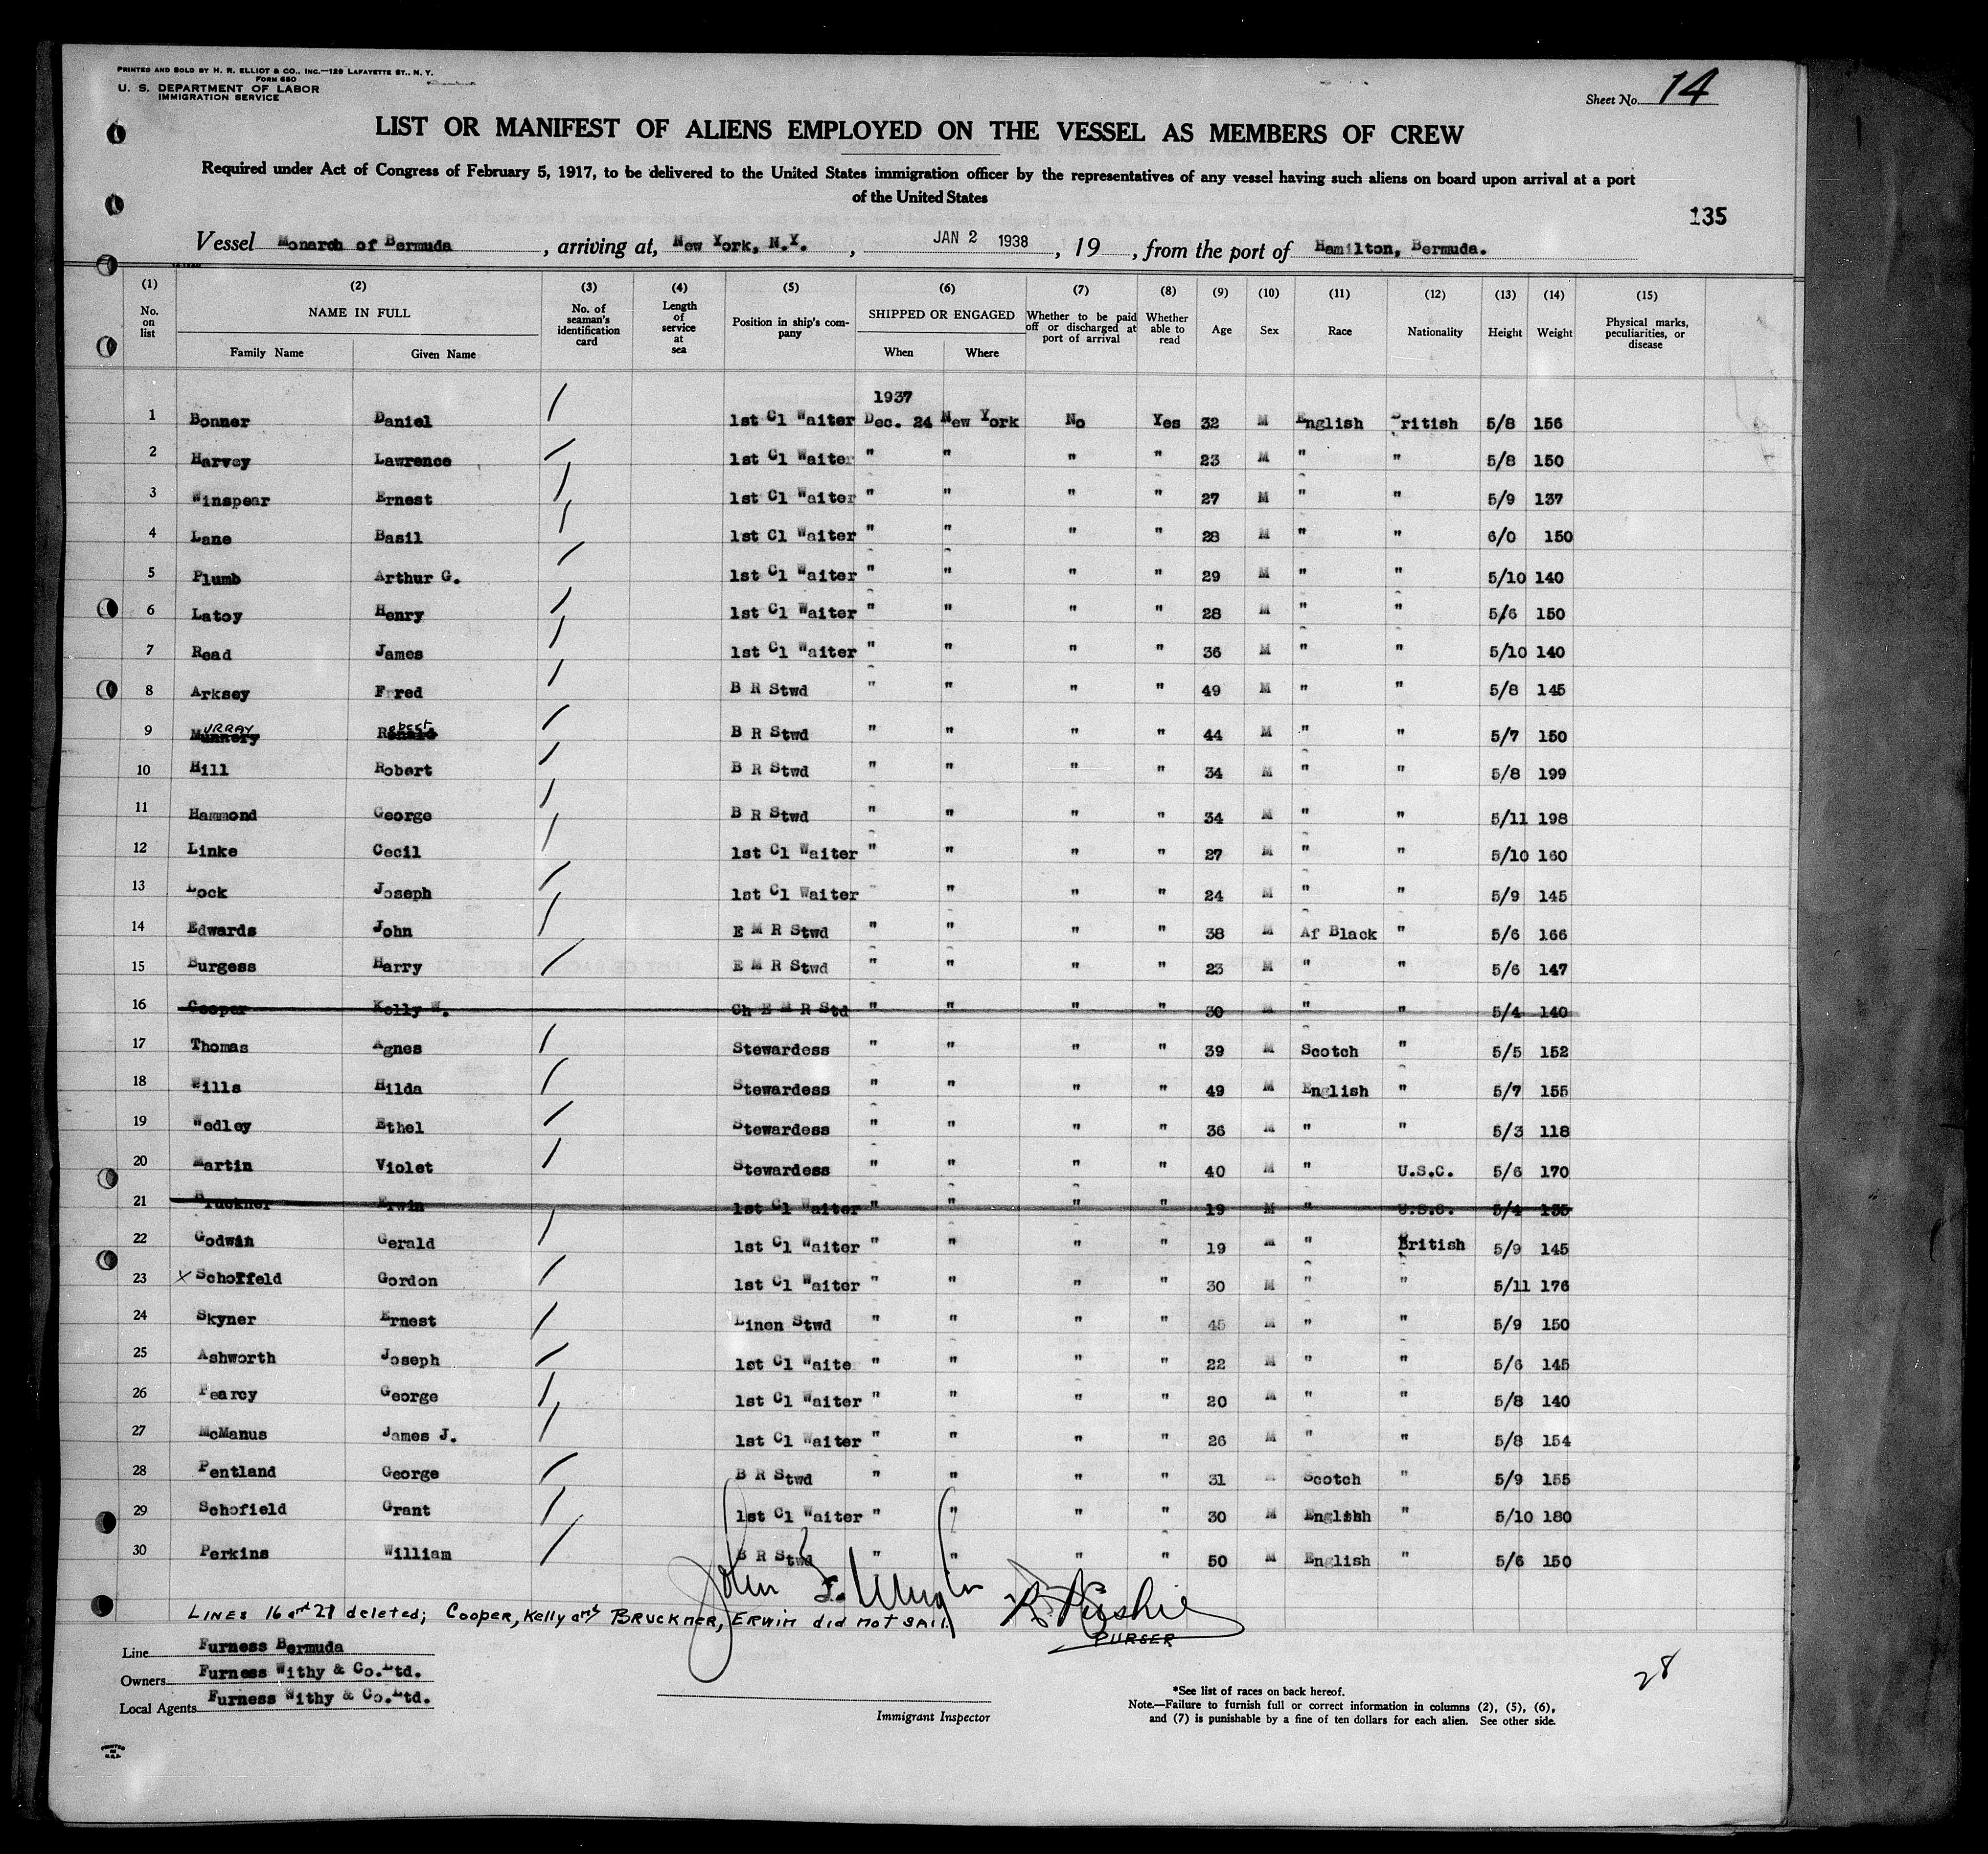 PRINTED AND SOLD BY H. R. ELLIOT & CO., INC.—129 LAFAYETTE ST., N. Y.
FORM 680
U. S. DEPARTMENT OF LABOR
IMMIGRATION SERVICE
Sheet No. 14
LIST OR MANIFEST OF ALIENS EMPLOYED ON THE VESSEL AS MEMBERS OF CREW
Required under Act of Congress of February 5, 1917, to be delivered to the United States immigration officer by the representatives of any vessel having such aliens on board upon arrival at a port
of the United States
135
Vessel Monarch of Bermuda, arriving at, New York, N.Y., JAN 2 1938, 19, from the port of Hamilton, Bermuda.
(1) No. on list (2) NAME IN FULL Family Name Given Name (3) No. of seaman's identification card (4) Length of service at sea (5) Position in ship's company (6) SHIPPED OR ENGAGED When Where (7) Whether to be paid off or discharged at port of arrival (8) Whether able to read (9) Age (10) Sex (11) Race (12) Nationality (13) Height (14) Weight (15) Physical marks, peculiarities, or disease
1937
1 Bonner Daniel 1st Cl Waiter Dec. 24 New York No Yes 32 M English British 5/8 156
2 Harvey Lawrence 1st Cl Waiter " " " " 23 M " " 5/8 150
3 Winspear Ernest 1st Cl Waiter " " " " 27 M " " 5/9 137
4 Lane Basil 1st Cl Waiter " " " " 28 M " " 6/0 150
5 Plumb Arthur G. 1st Cl Waiter " " " " 29 M " " 5/10 140
6 Latoy Henry 1st Cl Waiter " " " " 28 M " " 5/6 150
7 Read James 1st Cl Waiter " " " " 36 M " " 5/10 140
8 Arksey Fred B R Stwd " " " " 49 M " " 5/8 145
9 MURRAY Robert B R Stwd " " " " 44 M " " 5/7 150
10 Hill Robert B R Stwd " " " " 34 M " " 5/8 199
11 Hammond George B R Stwd " " " " 34 M " " 5/11 198
12 Linke Cecil 1st Cl Waiter " " " " 27 M " " 5/10 160
13 Lock Joseph 1st Cl Waiter " " " " 24 M " " 5/9 145
14 Edwards John E M R Stwd " " " " 38 M Af Black " 5/6 166
15 Burgess Harry E M R Stwd " " " " 23 M " " 5/6 147
16 Cooper Kelly W. Ch E M R Std " " " " 30 M " " 5/4 140
17 Thomas Agnes Stewardess " " " " 39 M Scotch " 5/5 152
18 Wills Hilda Stewardess " " " " 49 M English " 5/7 155
19 Wedley Ethel Stewardess " " " " 36 M " " 5/3 118
20 Martin Violet Stewardess " " " " 40 M " U.S.C. 5/6 170
21 Bruckner Erwin 1st Cl Waiter " " " " 19 M " U.S.C. 5/4 135
22 Godwin Gerald 1st Cl Waiter " " " " 19 M " British 5/9 145
23 x Schoffeld Gordon 1st Cl Waiter " " " " 30 M " " 5/11 176
24 Skyner Ernest Linen Stwd " " " " 45 M " " 5/9 150
25 Ashworth Joseph 1st Cl Waite " " " " 22 M " " 5/6 145
26 Pearcy George 1st Cl Waiter " " " " 20 M " " 5/8 140
27 McManus James J. 1st Cl Waiter " " " " 26 M " " 5/8 154
28 Pentland George B R Stwd " " " " 31 M Scotch " 5/9 155
29 Schofield Grant 1st Cl Waiter " " " " 30 M English " 5/10 180
30 Perkins William B R Stwd " " " " 50 M English " 5/6 150
John
LINES 16 and 21 deleted; Cooper, Kelly and BRUCKNER, ERWIN did not sail.
PURSER
Line Furness Bermuda
Owners Furness Withy & Co. Ltd.
Local Agents Furness Withy & Co. Ltd.
Immigrant Inspector
*See list of races on back hereof.
Note.—Failure to furnish full or correct information in columns (2), (5), (6),
and (7) is punishable by a fine of ten dollars for each alien. See other side.
28
PRINTED IN U.S.A.